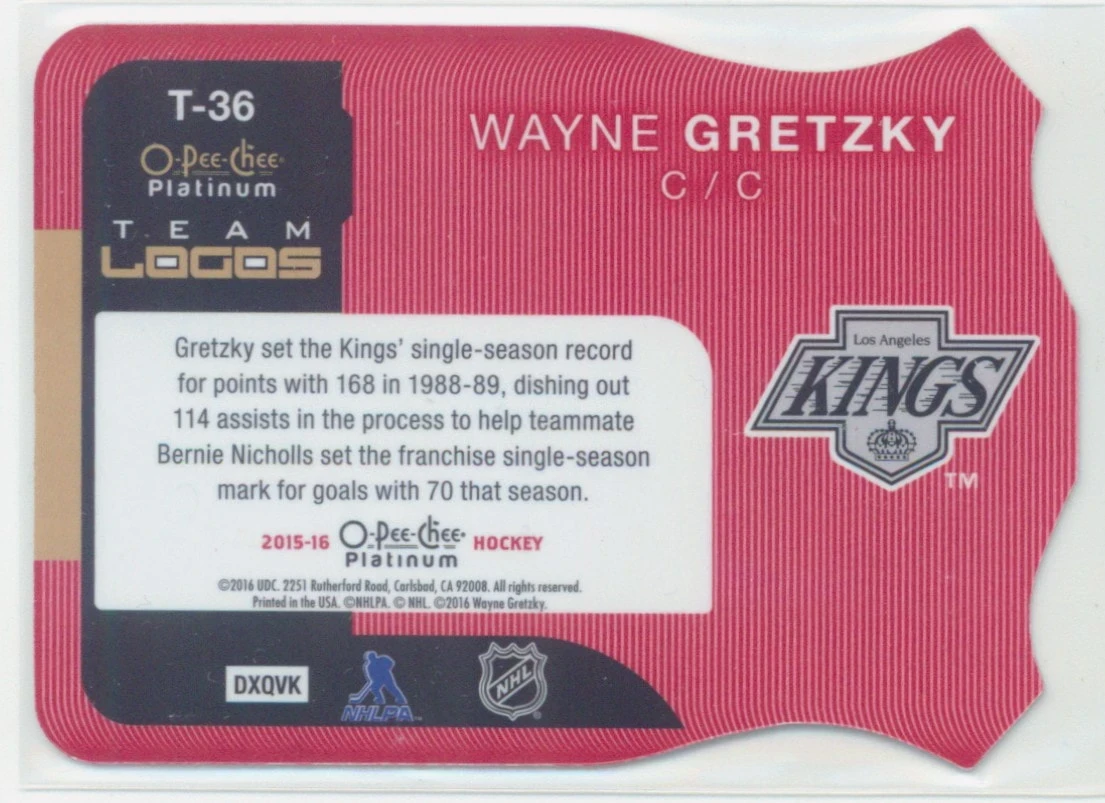 T-36
O-Pee-Chee
Platinum
TEAM
LOGOS
WAYNE GRETZKY
C / C
Los Angeles
KINGS
TM
Gretzky set the Kings' single-season record
for points with 168 in 1988-89, dishing out
114 assists in the process to help teammate
Bernie Nicholls set the franchise single-season
mark for goals with 70 that season.
2015-16 O-Pee-Chee HOCKEY
Platinum
©2016 UDC. 2251 Rutherford Road, Carlsbad, CA 92008. All rights reserved.
Printed in the USA. ©NHLPA. © NHL. ©2016 Wayne Gretzky.
DXQVK
NHLPA
NHL